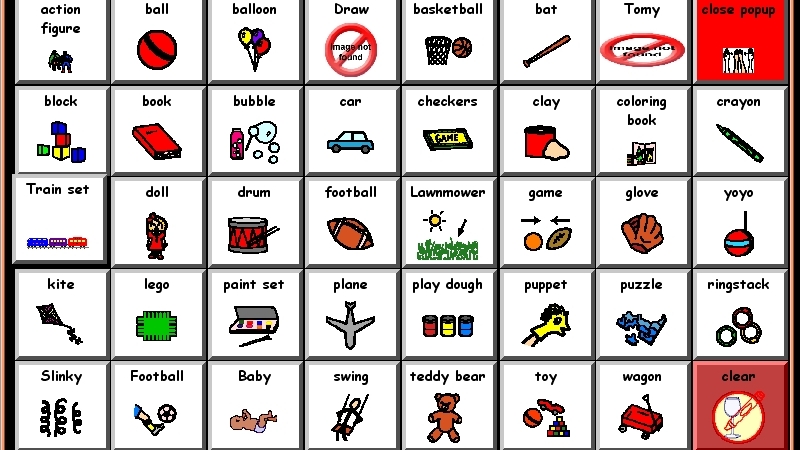 action figure
ball
balloon
Draw
Image not found
basketball
bat
Tomy
Image not found
close popup
block
book
bubble
car
checkers
GAME
clay
coloring book
crayon
Train set
doll
drum
football
Lawnmower
game
glove
yoyo
kite
lego
paint set
plane
play dough
puppet
puzzle
ringstack
Slinky
Football
Baby
swing
teddy bear
toy
wagon
clear